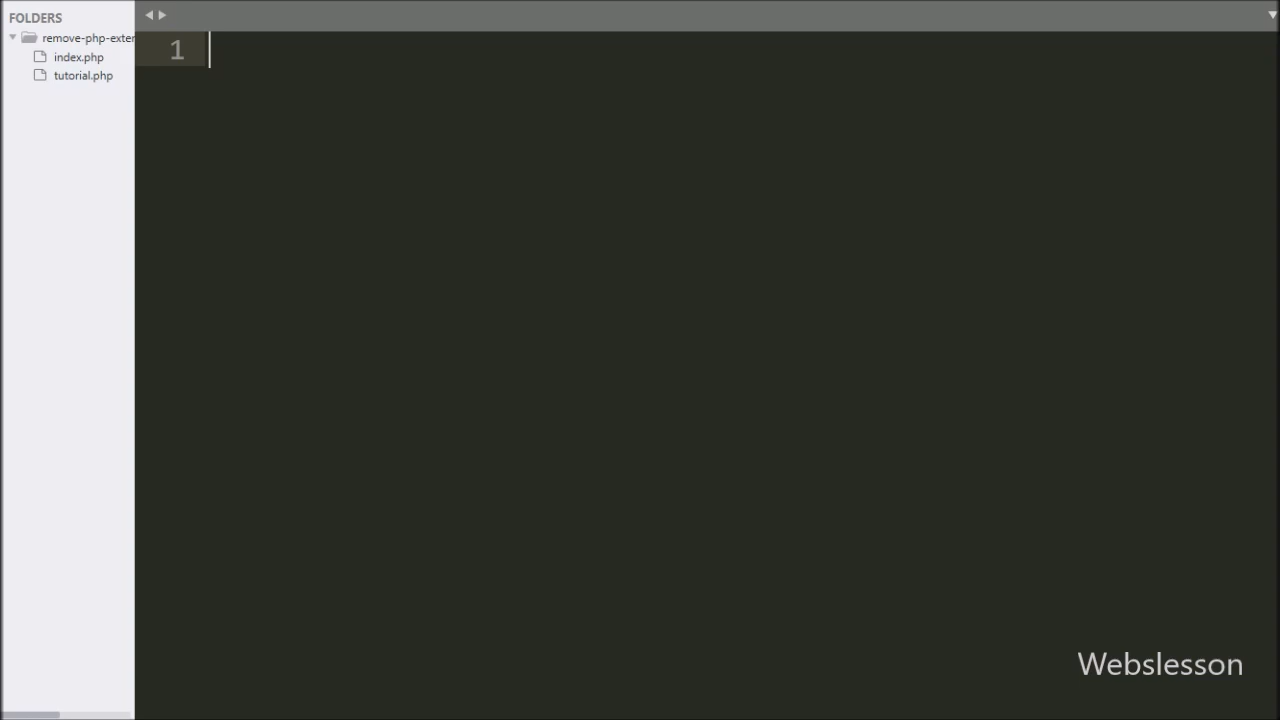 FOLDERS
remove-php-exter
index.php
tutorial.php
1
Webslesson